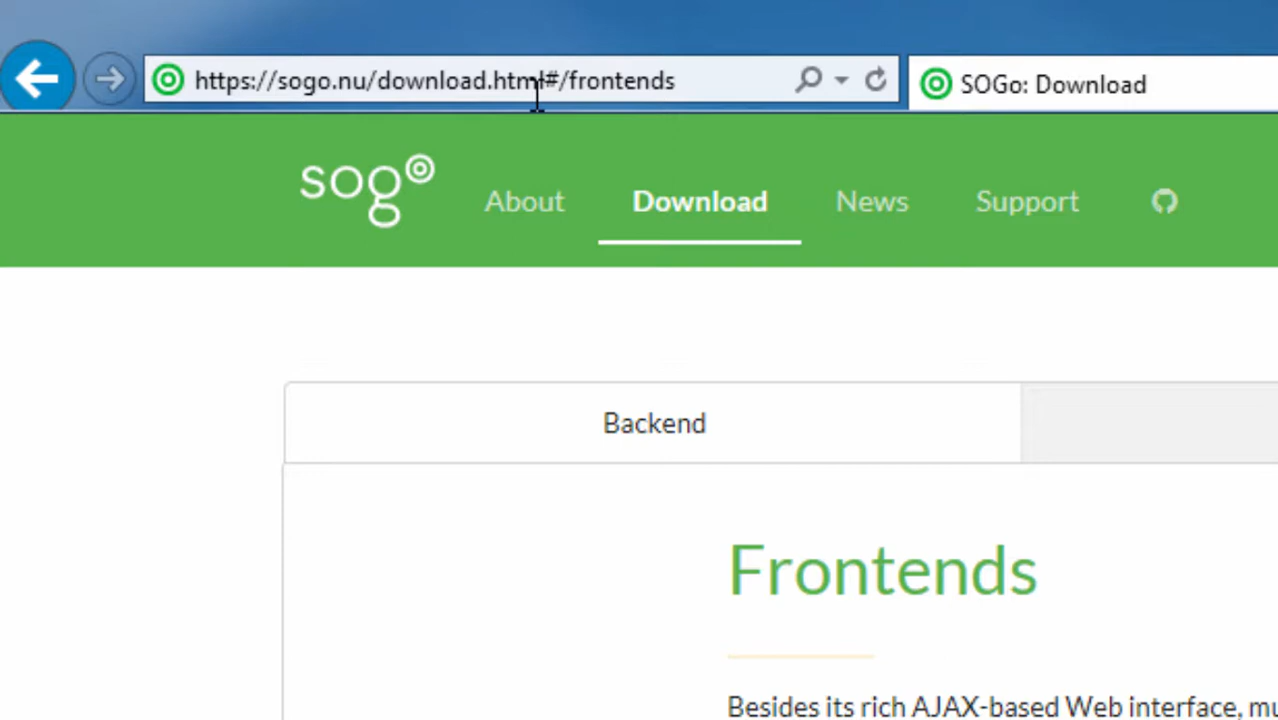 https://sogo.nu/download.html#/frontends
SOGo: Download
sogo
About Download News Support
Backend
Frontends
Besides its rich AJAX-based Web interface,